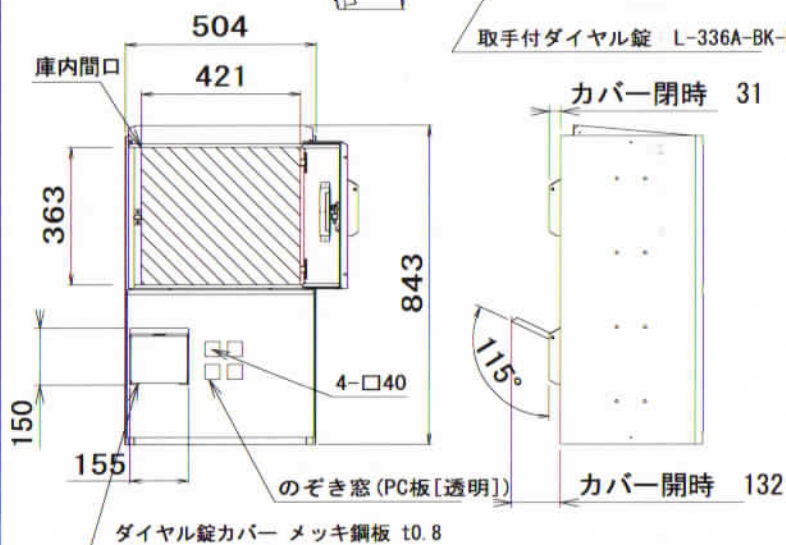 504
取手付ダイヤル錠 L-336A-BK-
庫内間口
421
カバー閉時 31
363
843
115°
4-口40
150
155
のぞき窓(PC板[透明])
カバー開時 132
ダイヤル錠カバー メッキ鋼板 t0.8